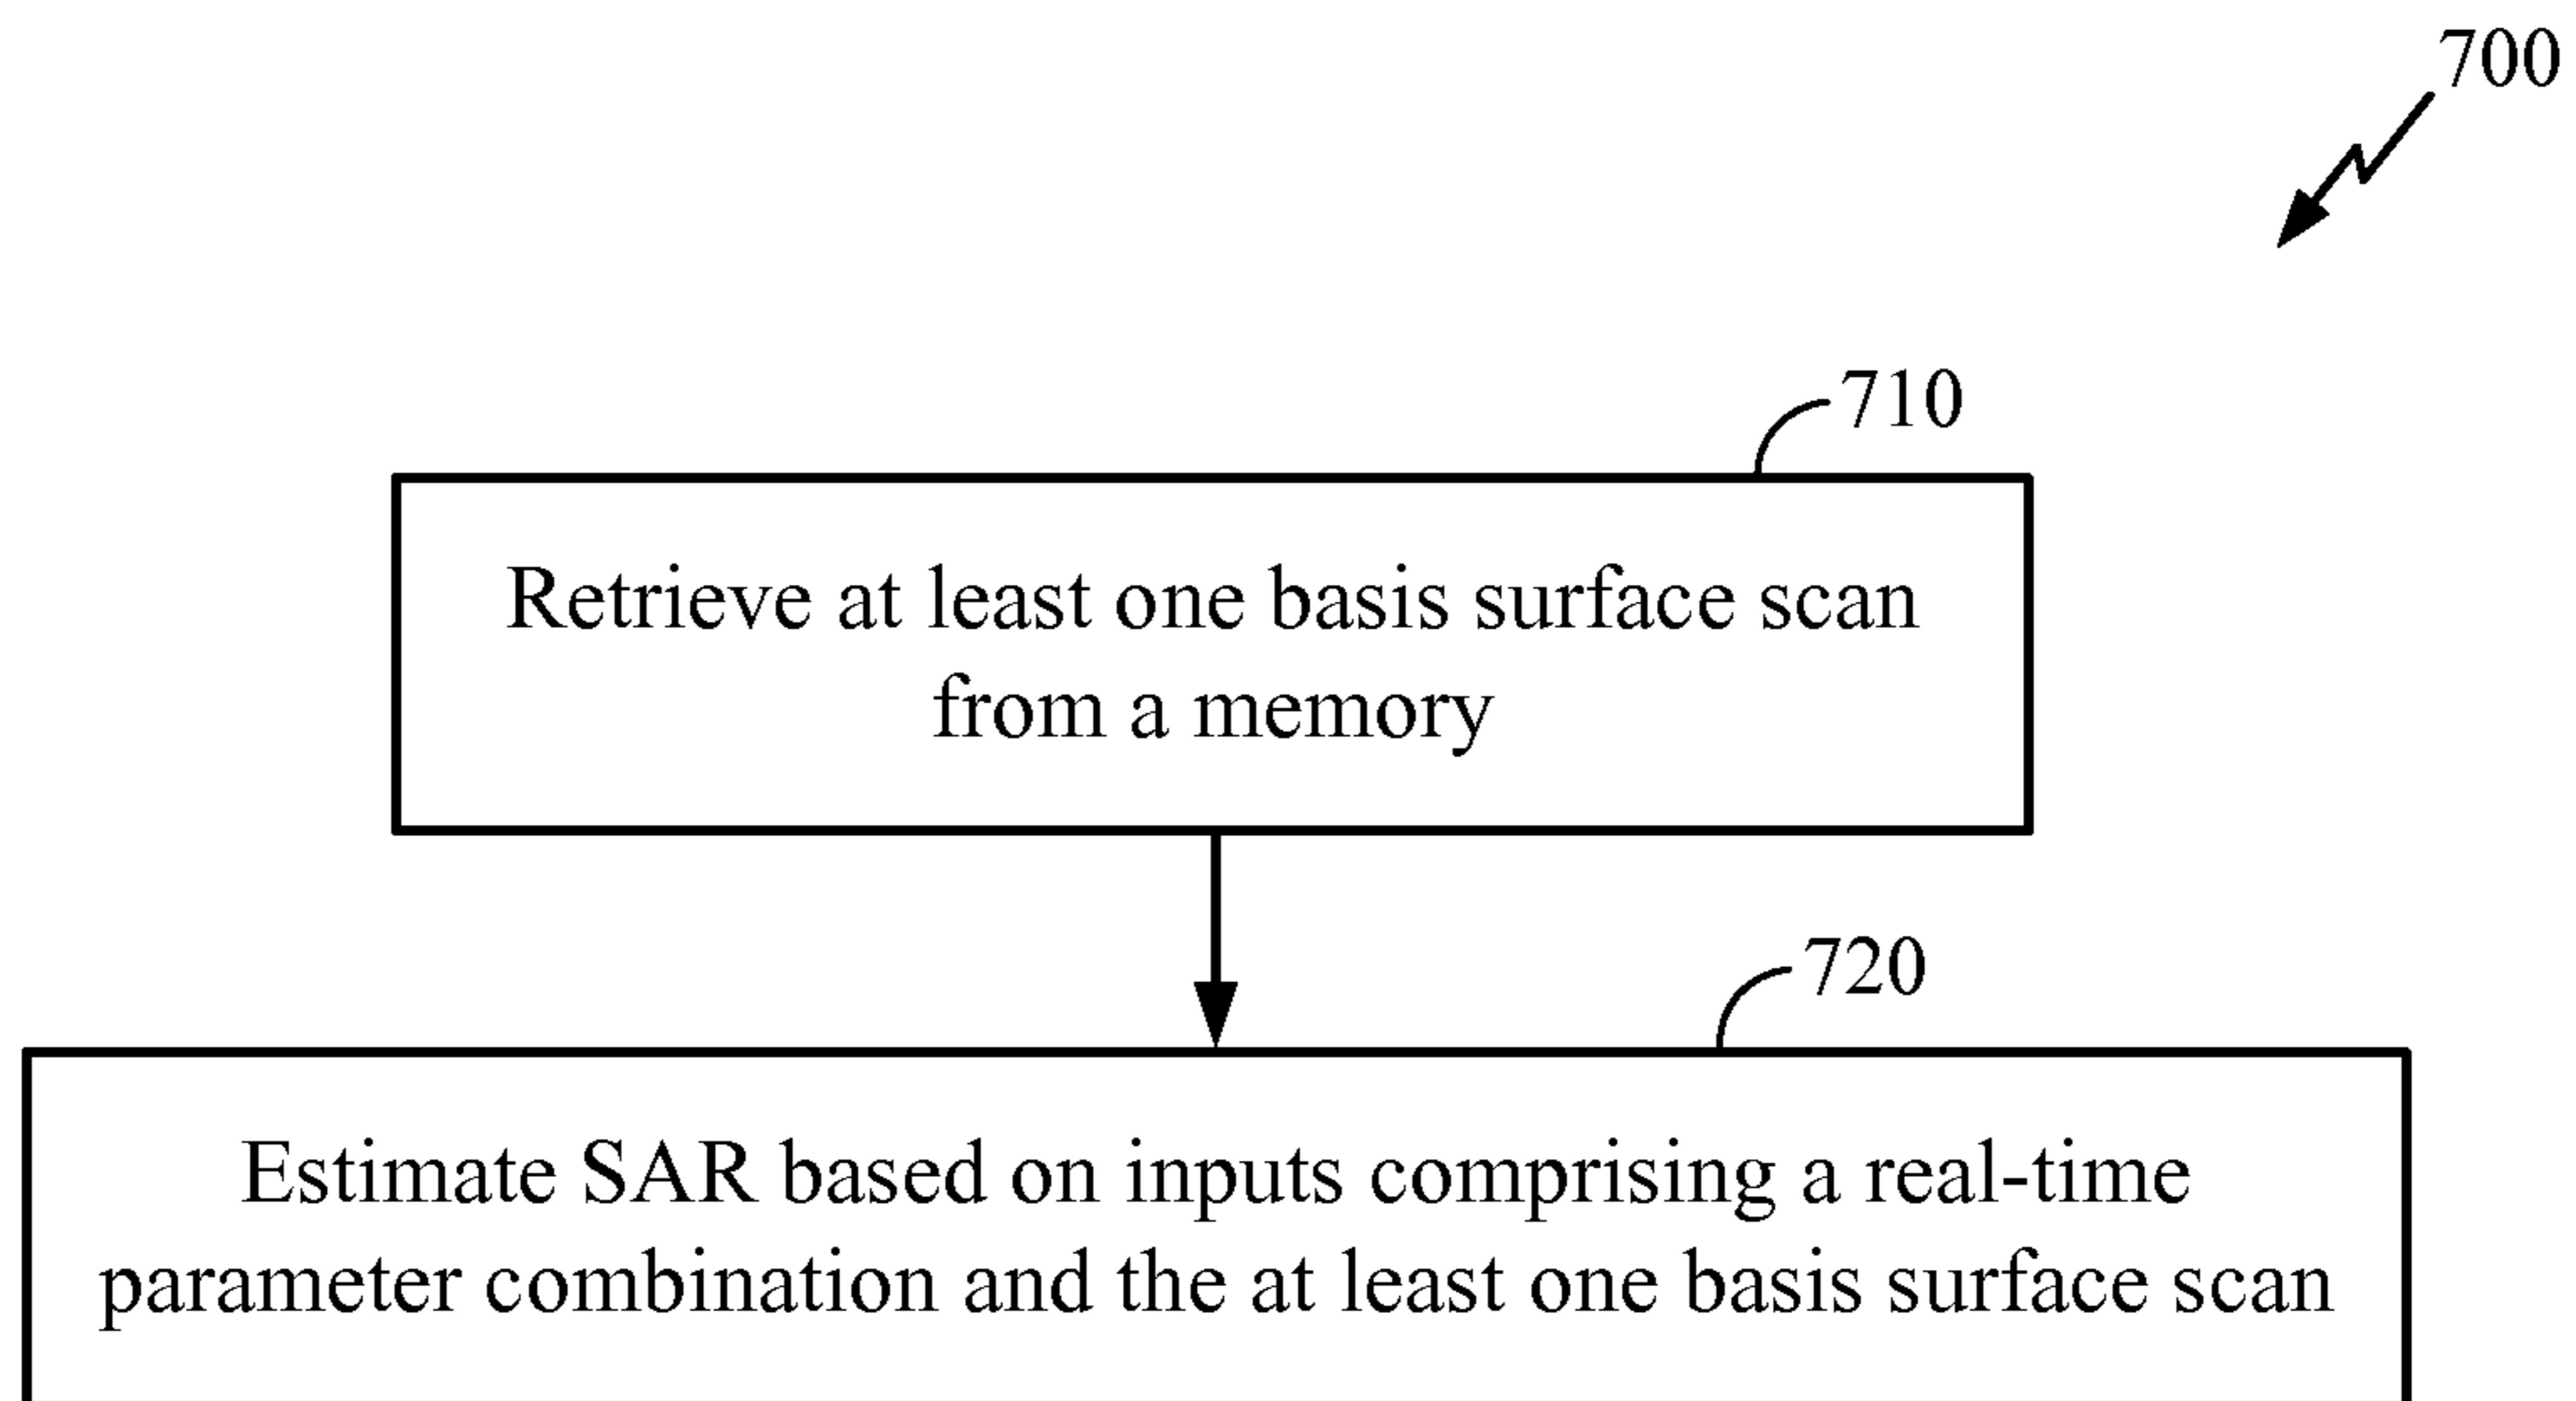 700
710
Retrieve at least one basis surface scan
from a memory
720
Estimate SAR based on inputs comprising a real-time
parameter combination and the at least one basis surface scan